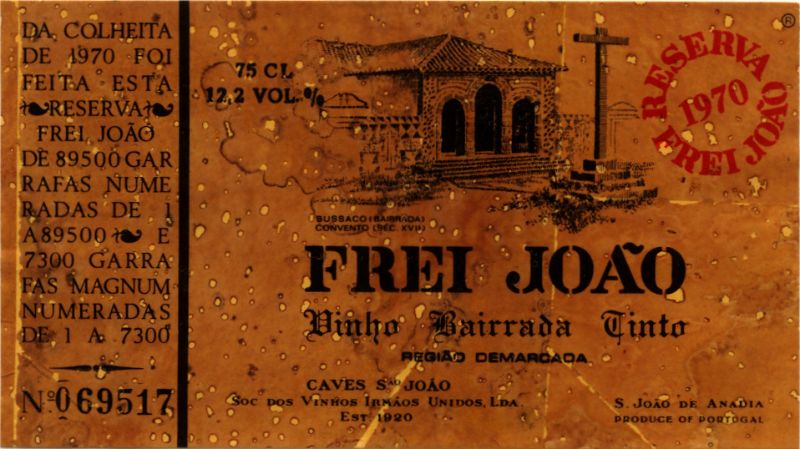 DA COLHEITA
DE 1970 FOI
FEITA ESTA
RESERVA
FREI JOÃO
DE 89500 GAR
RAFAS NUME
RADAS DE 1
A 89500 E
7300 GARRA
FAS MAGNUM
NUMERADAS
DE 1 A 7300
Nº 069517
75 CL
12,2 VOL.%
®
RESERVA
1970
FREI JOÃO
BUSSACO (BAIRRADA)
CONVENTO (SÉC. XVII)
FREI JOÃO
Vinho Bairrada Tinto
REGIÃO DEMARCADA
CAVES SÃO JOÃO
SOC. DOS VINHOS IRMÃOS UNIDOS, LDA.
EST 1920
S. JOÃO DE ANADIA
PRODUCE OF PORTUGAL